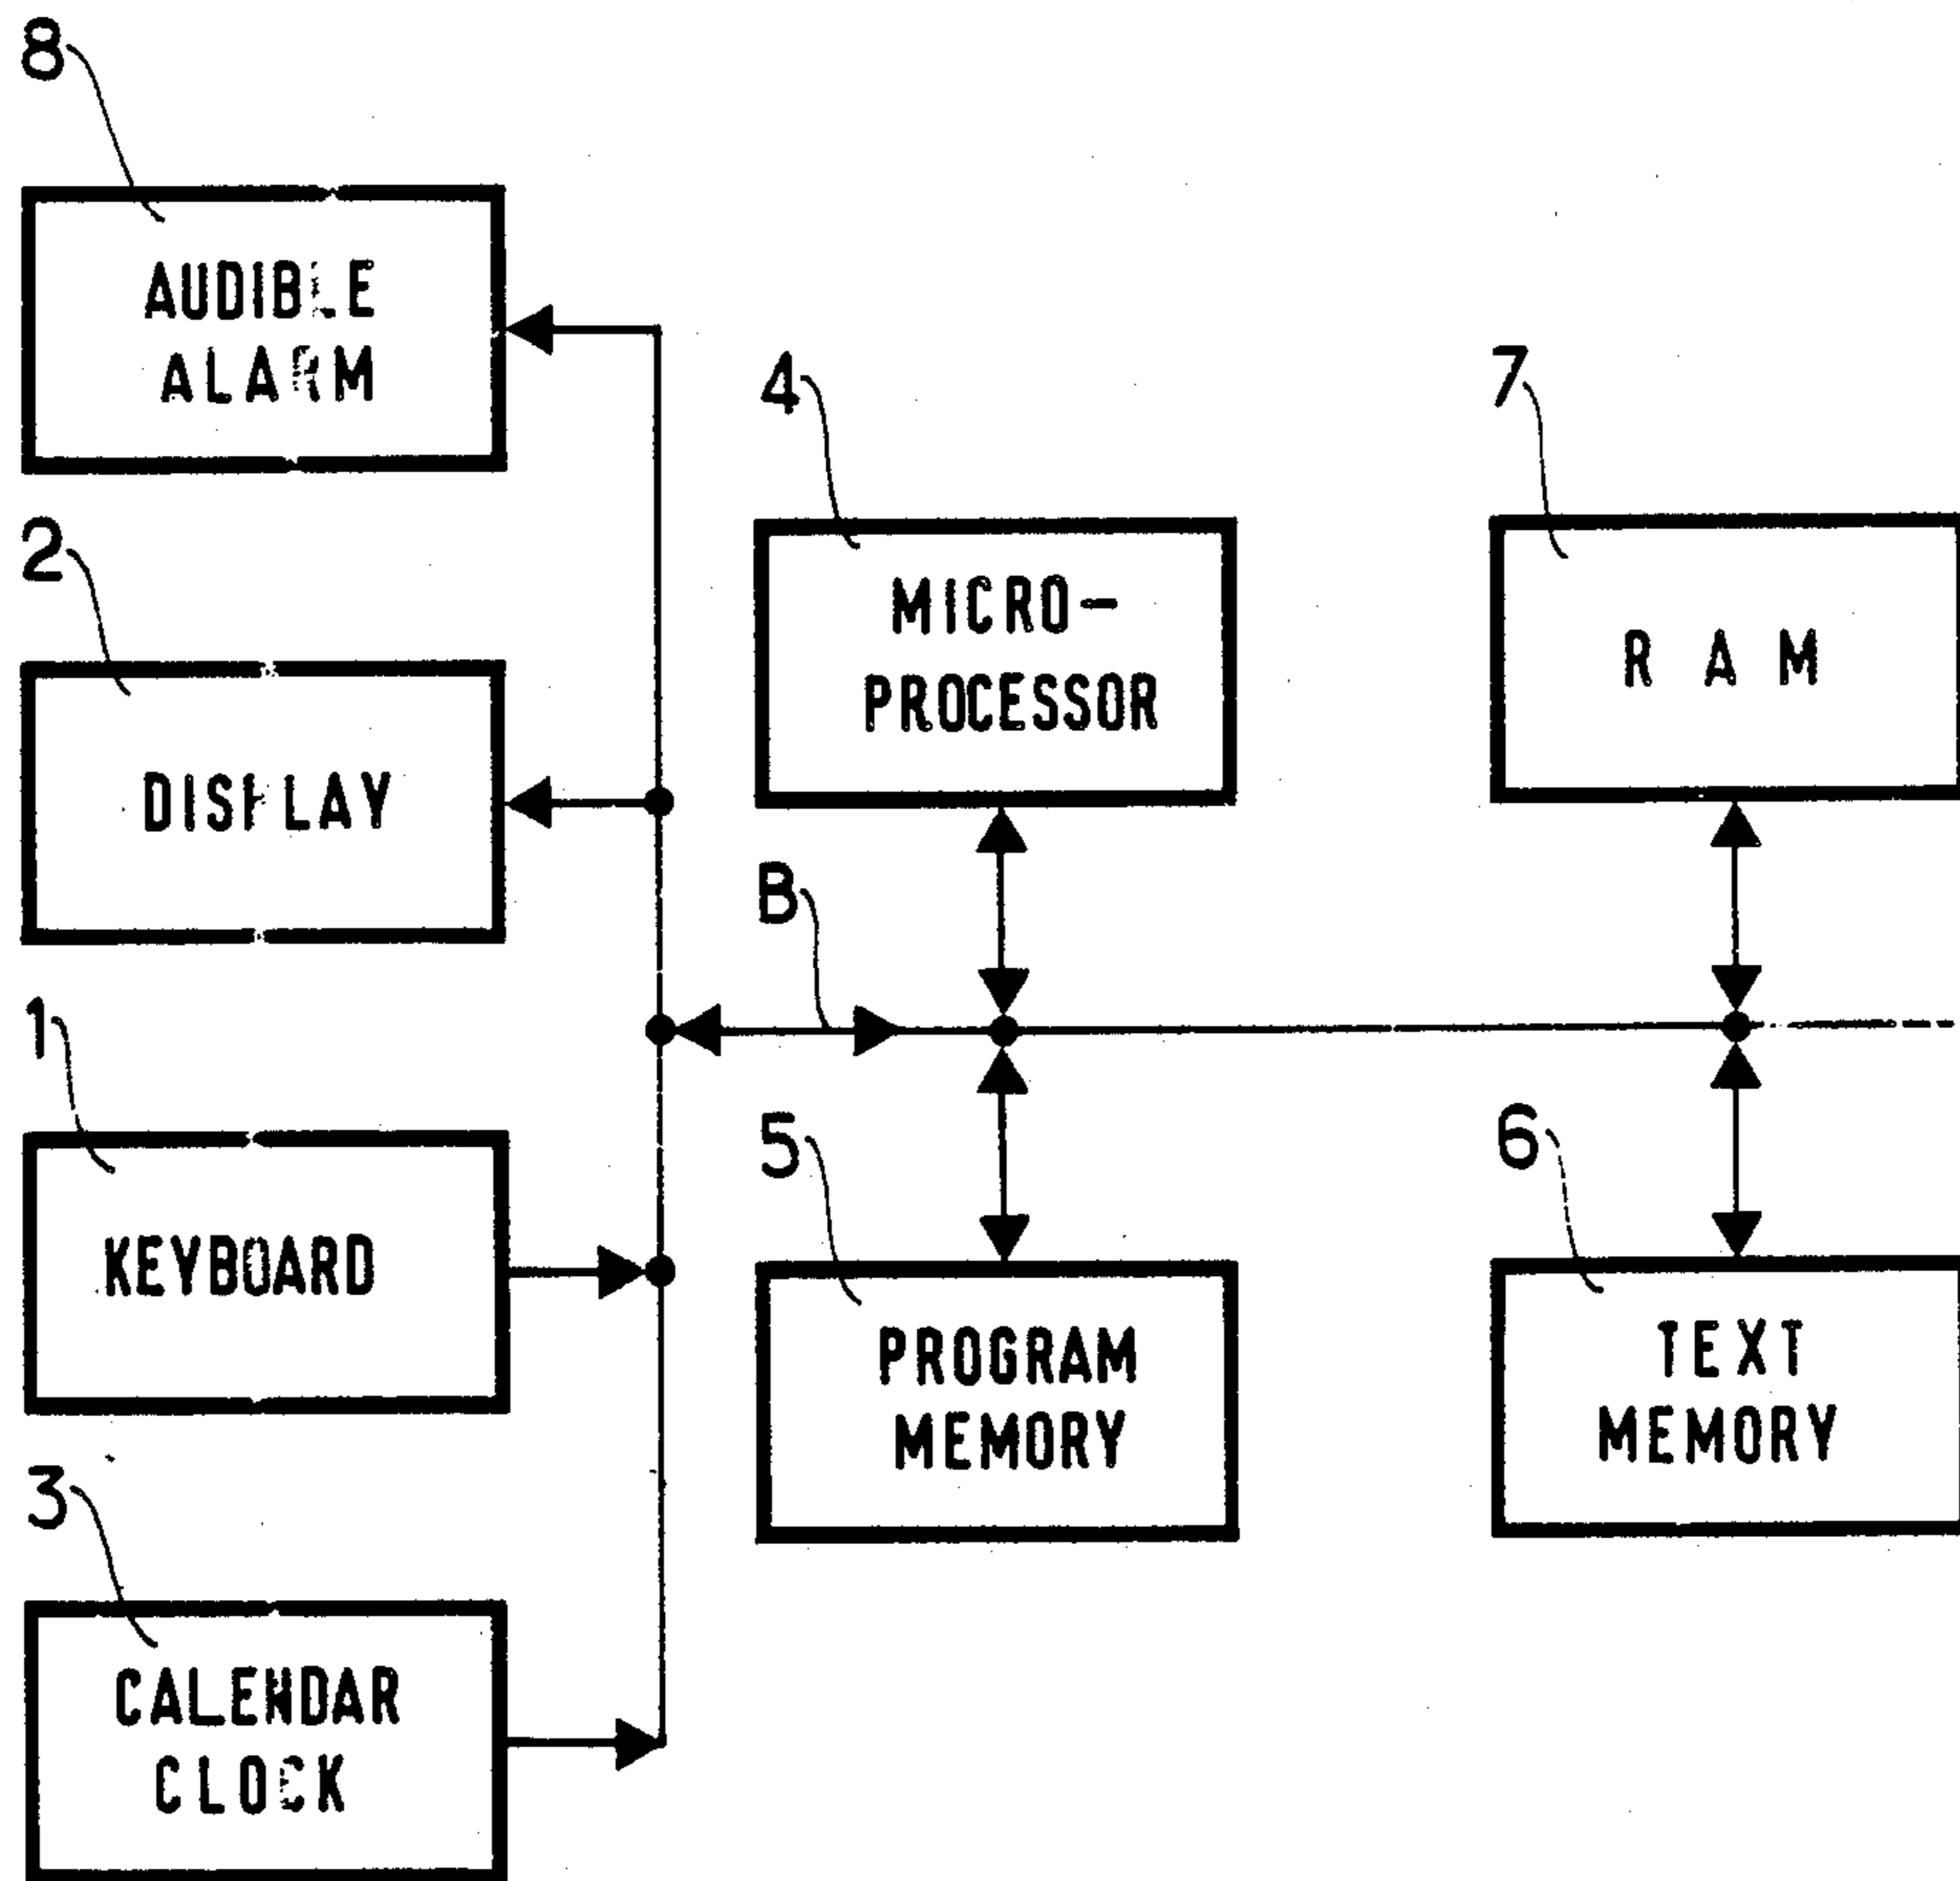 8
AUDIBLE
ALARM
2
DISPLAY
1
KEYBOARD
3
CALENDAR
CLOCK
4
MICRO-
PROCESSOR
B
5
PROGRAM
MEMORY
7
R A M
6
TEXT
MEMORY